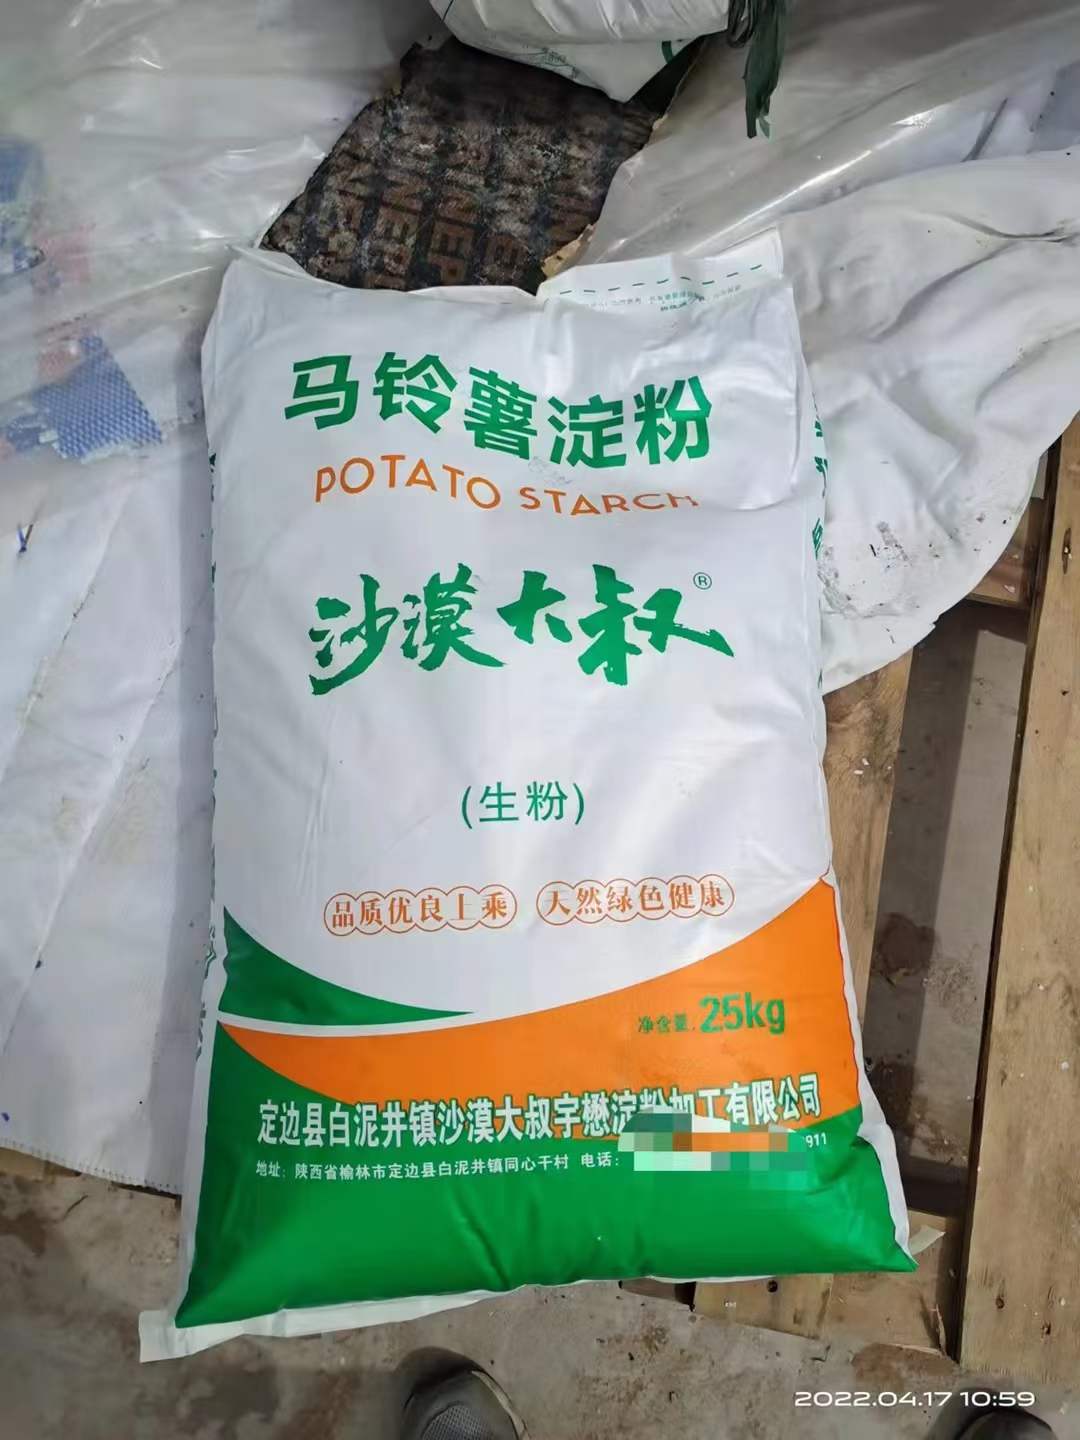 马铃薯淀粉
POTATO STARCH
沙漠大叔®
(生粉)
品质优良上乘 天然绿色健康
净含量: 25kg
定边县白泥井镇沙漠大叔宇懋淀粉加工有限公司
地址: 陕西省榆林市定边县白泥井镇同心干村 电话: 911
2022.04.17 10:59